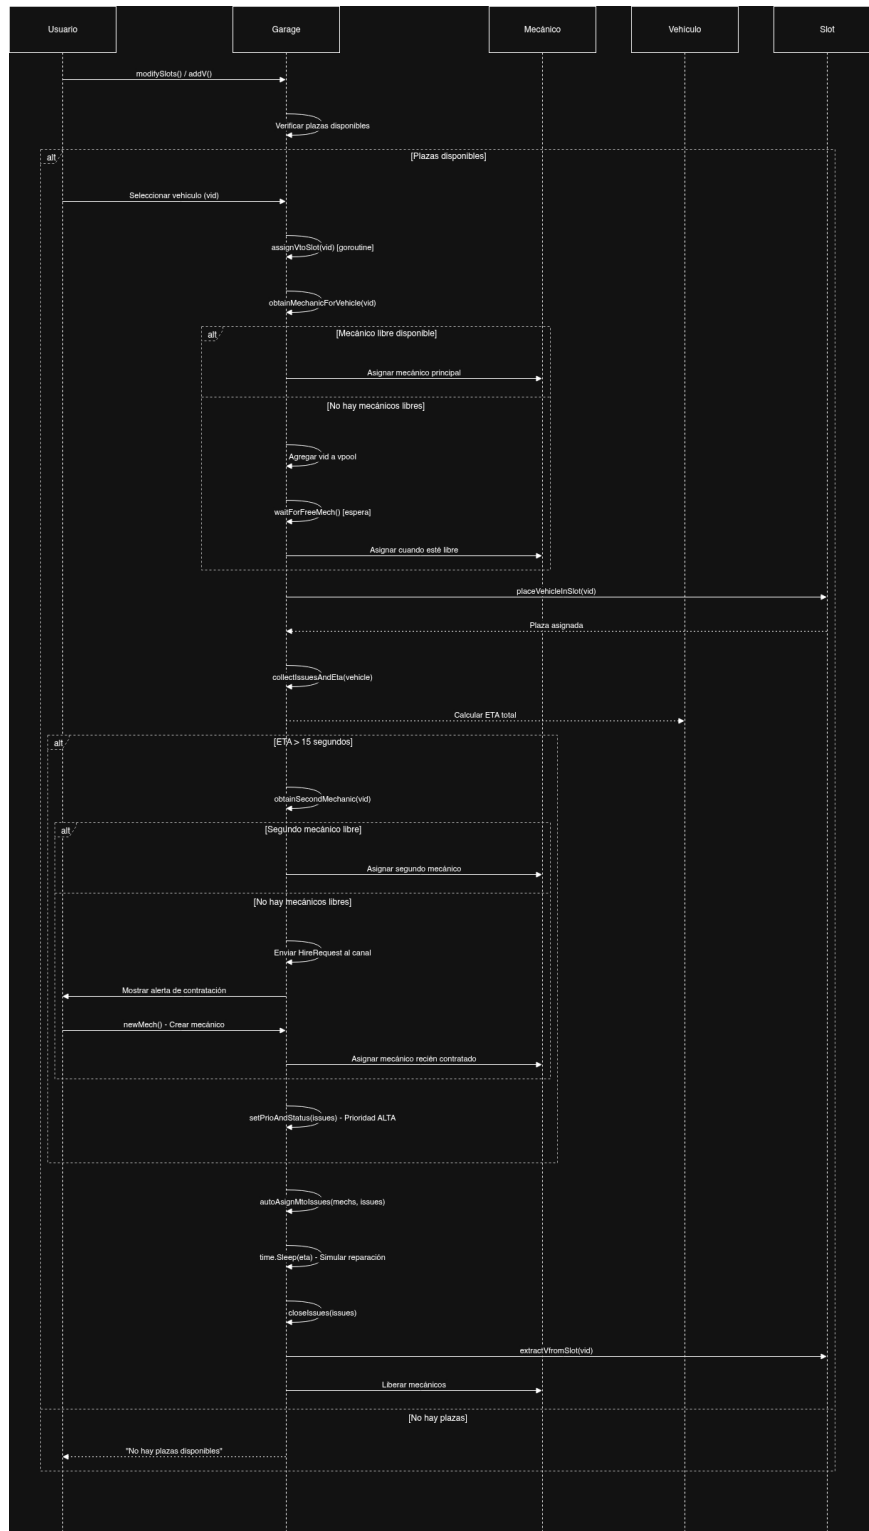 Usuario
Garage
Mecánico
Vehículo
Slot
modifySlots() / addV()
Verificar plazas disponibles
alt
[Plazas disponibles]
Seleccionar vehículo (vid)
assignVtoSlot(vid) [goroutine]
obtainMechanicForVehicle(vid)
alt
[Mecánico libre disponible]
Asignar mecánico principal
[No hay mecánicos libres]
Agregar vid a vpool
waitForFreeMech() [espera]
Asignar cuando esté libre
placeVehicleInSlot(vid)
Plaza asignada
collectIssuesAndEta(vehicle)
Calcular ETA total
alt
[ETA > 15 segundos]
obtainSecondMechanic(vid)
alt
[Segundo mecánico libre]
Asignar segundo mecánico
[No hay mecánicos libres]
Enviar HireRequest al canal
Mostrar alerta de contratación
newMech() - Crear mecánico
Asignar mecánico recién contratado
setPrioAndStatus(issues) - Prioridad ALTA
autoAsignMtoIssues(mechs, issues)
time.Sleep(eta) - Simular reparación
closeIssues(issues)
extractVfromSlot(vid)
Liberar mecánicos
[No hay plazas]
"No hay plazas disponibles"